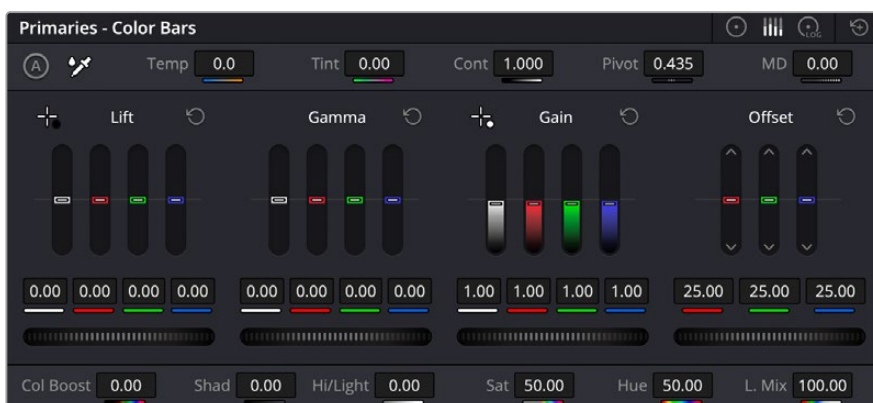 Primaries - Color Bars
LOG
A Temp 0.0 Tint 0.00 Cont 1.000 Pivot 0.435 MD 0.00
Lift Gamma Gain Offset
0.00 0.00 0.00 0.00 0.00 0.00 0.00 0.00 1.00 1.00 1.00 1.00 25.00 25.00 25.00
Col Boost 0.00 Shad 0.00 Hi/Light 0.00 Sat 50.00 Hue 50.00 L. Mix 100.00